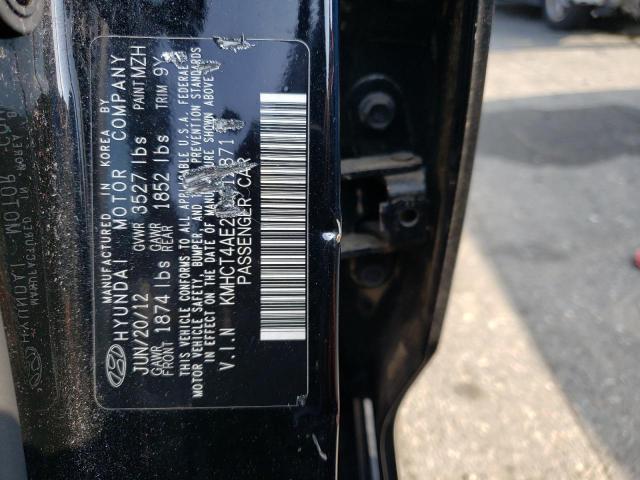 MANUFACTURED IN KOREA BY
HYUNDAI MOTOR COMPANY
JUN/20/12 GVWR 3527 lbs PAINT MZH
GAWR FRONT 1874 lbs GAWR REAR 1852 lbs TRIM 9Y
THIS VEHICLE CONFORMS TO ALL APPLICABLE U.S.A. FEDERAL
MOTOR VEHICLE SAFETY, BUMPER, AND THEFT PREVENTION STANDARDS
IN EFFECT ON THE DATE OF MANUFACTURE SHOWN ABOVE
V.I.N KMHCT4AE2
PASSENGER CAR